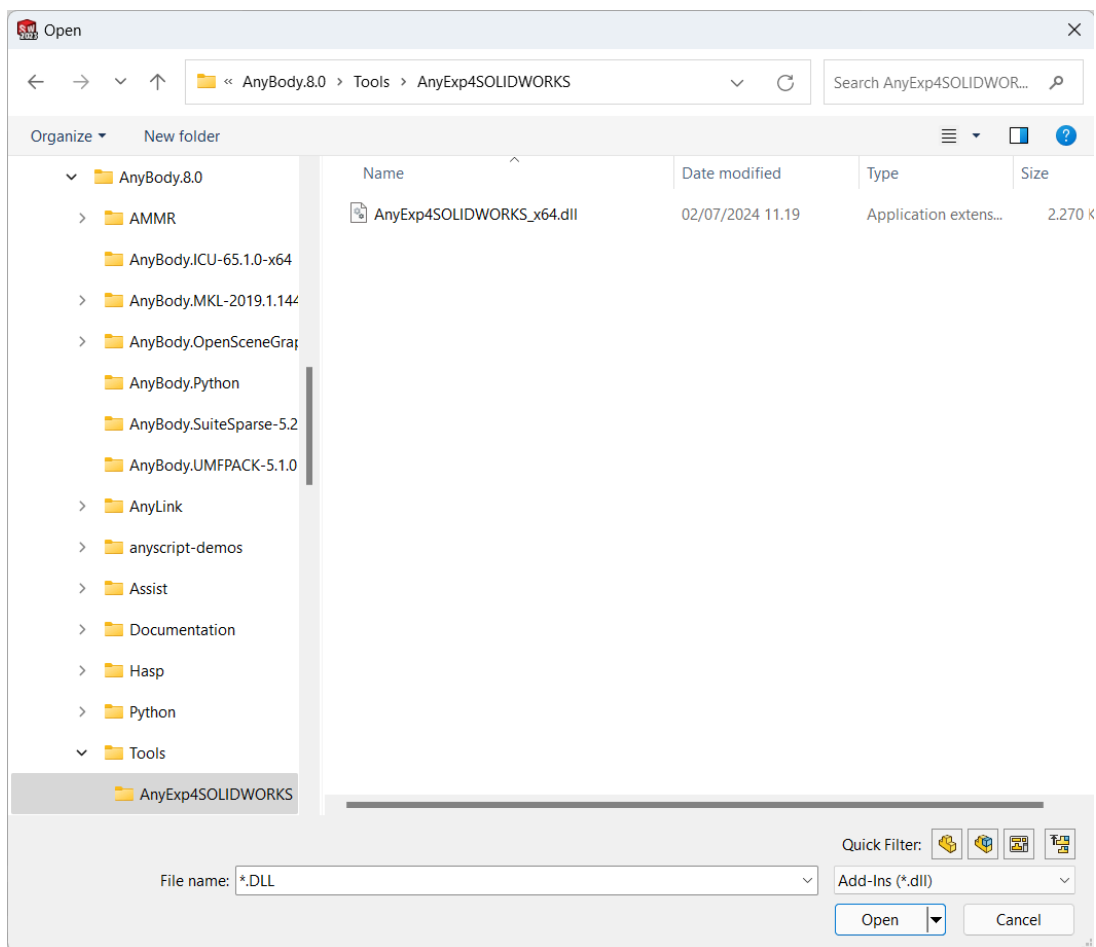 Open
« AnyBody.8.0 > Tools > AnyExp4SOLIDWORKS
Search AnyExp4SOLIDWOR...
Organize
New folder
Name
Date modified
Type
Size
AnyExp4SOLIDWORKS_x64.dll
02/07/2024 11.19
Application extens...
2.270 K
AnyBody.8.0
AMMR
AnyBody.ICU-65.1.0-x64
AnyBody.MKL-2019.1.144
AnyBody.OpenSceneGrap
AnyBody.Python
AnyBody.SuiteSparse-5.2
AnyBody.UMFPACK-5.1.0
AnyLink
anyscript-demos
Assist
Documentation
Hasp
Python
Tools
AnyExp4SOLIDWORKS
Quick Filter:
File name: *.DLL
Add-Ins (*.dll)
Open
Cancel